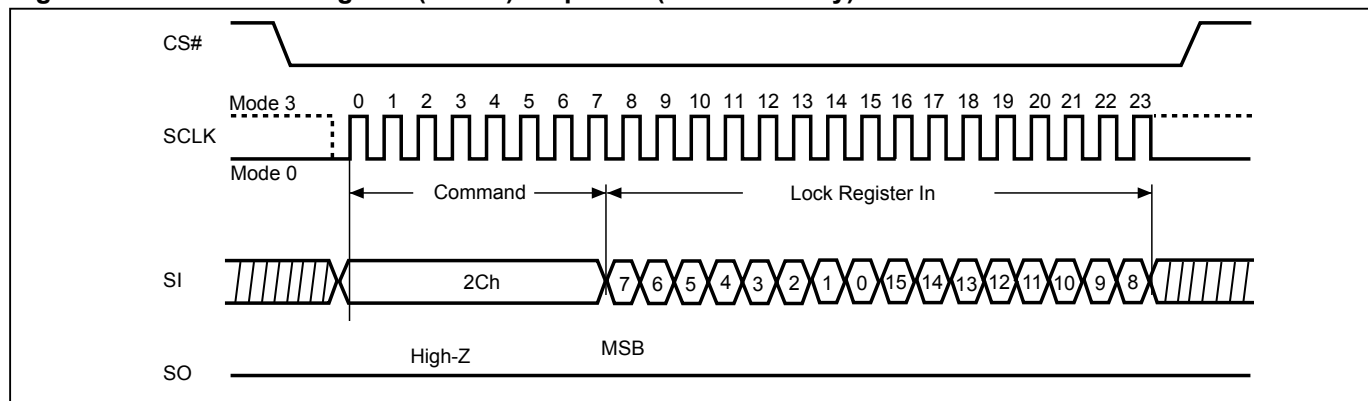 CS#
Mode 3
0 1 2 3 4 5 6 7 8 9 10 11 12 13 14 15 16 17 18 19 20 21 22 23
SCLK
Mode 0
Command
Lock Register In
SI
2Ch
7 6 5 4 3 2 1 0 15 14 13 12 11 10 9 8
High-Z
MSB
SO